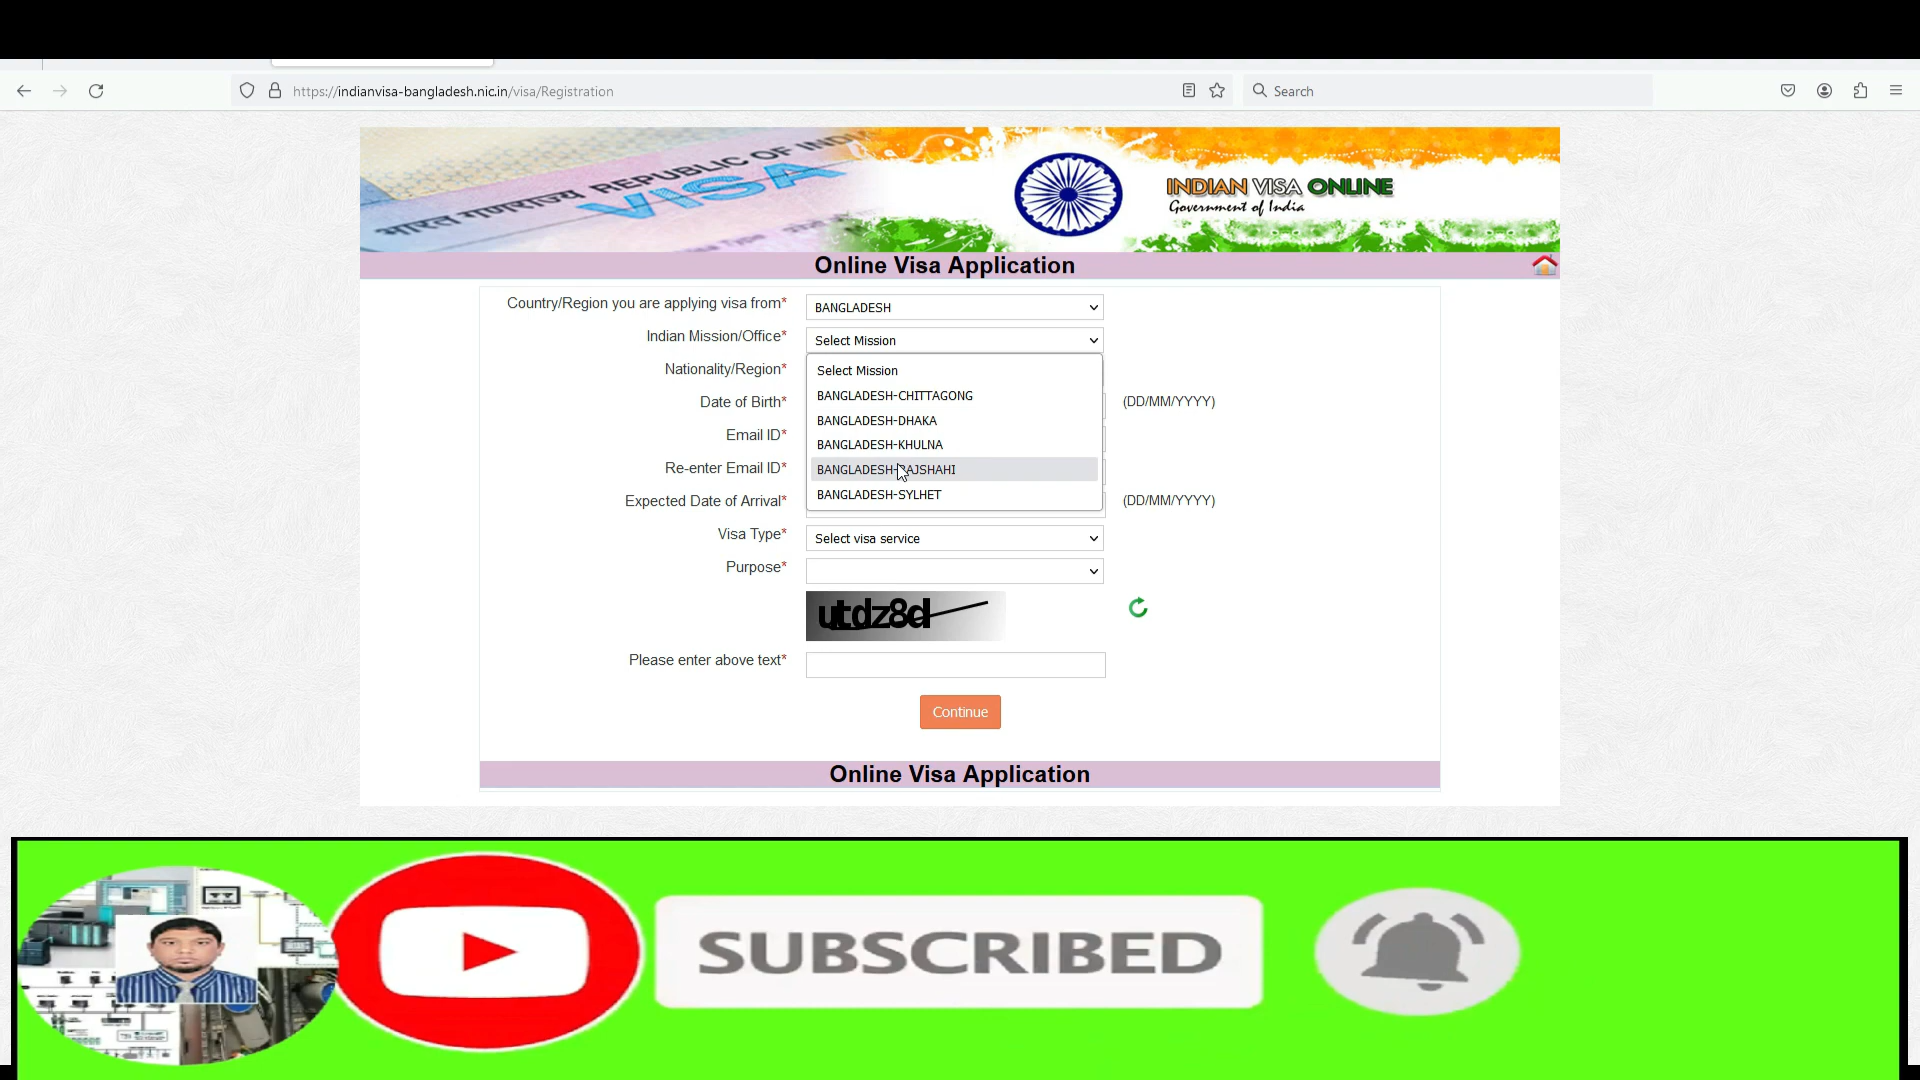 https://indianvisa-bangladesh.nic.in/visa/Registration
Search
भारत गणराज्य REPUBLIC OF INDIA
VISA
INDIAN VISA ONLINE
Government of India
Online Visa Application
Country/Region you are applying visa from*
BANGLADESH
Indian Mission/Office*
Select Mission
Nationality/Region*
Select Mission
BANGLADESH-CHITTAGONG
Date of Birth*
(DD/MM/YYYY)
BANGLADESH-DHAKA
Email ID*
BANGLADESH-KHULNA
Re-enter Email ID*
BANGLADESH-RAJSHAHI
Expected Date of Arrival*
BANGLADESH-SYLHET
(DD/MM/YYYY)
Visa Type*
Select visa service
Purpose*
utdz8d
Please enter above text*
Continue
Online Visa Application
SUBSCRIBED